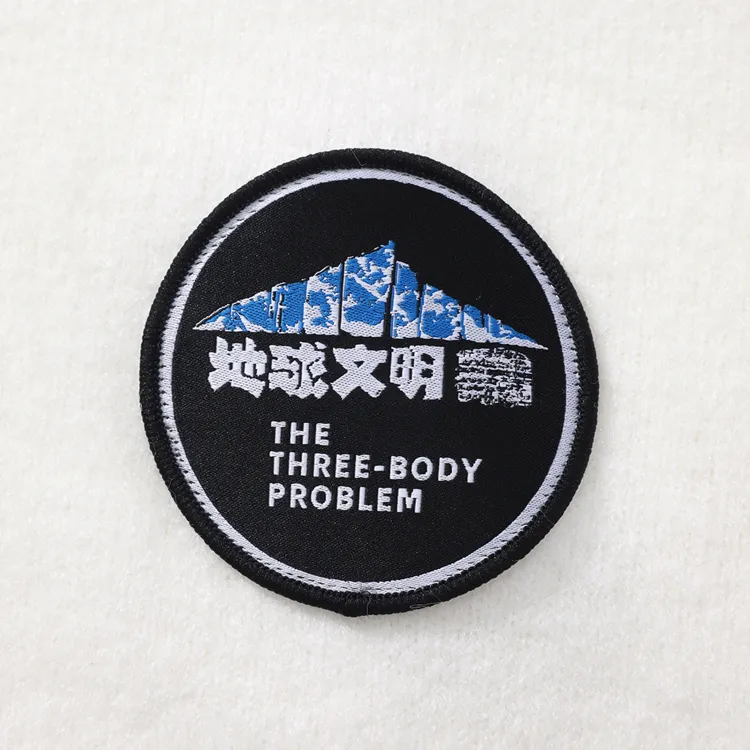 地球文明
THE
THREE-BODY
PROBLEM